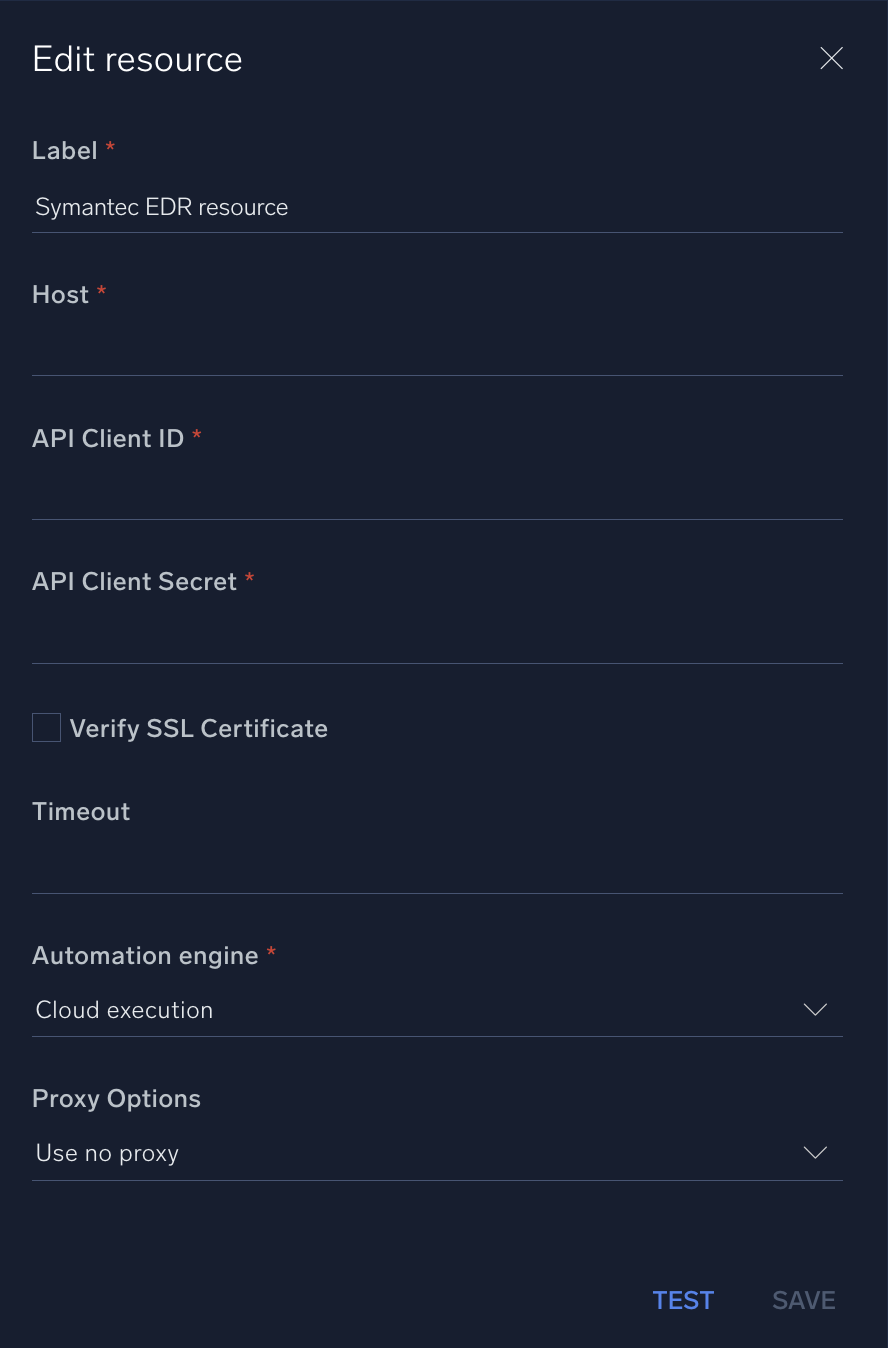 Edit resource
Label *
Symantec EDR resource
Host *
API Client ID *
API Client Secret *
Verify SSL Certificate
Timeout
Automation engine *
Cloud execution
Proxy Options
Use no proxy
TEST SAVE